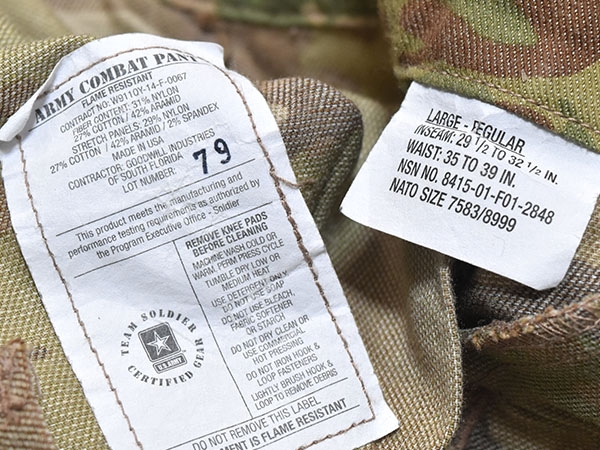 ARMY COMBAT PANT
FLAME RESISTANT
CONTRACT NO: W911QY-14-F-0067
FIBER CONTENT: 31% NYLON
27% COTTON / 42% ARAMID
STRETCH PANELS: 29% NYLON
27% COTTON / 42% ARAMID / 2% SPANDEX
MADE IN USA
CONTRACTOR: GOODWILL INDUSTRIES
OF SOUTH FLORIDA
LOT NUMBER: 79
This product meets the manufacturing and
performance testing requirements as authorized by
the Program Executive Office - Soldier
TEAM SOLDIER
U.S. ARMY
CERTIFIED GEAR
REMOVE KNEE PADS
BEFORE CLEANING
MACHINE WASH COLD OR
WARM, PERM PRESS CYCLE
TUMBLE DRY LOW OR
MEDIUM HEAT
USE DETERGENT ONLY
DO NOT USE SOAP
DO NOT USE BLEACH,
FABRIC SOFTENER
OR STARCH
DO NOT DRY CLEAN OR
USE COMMERCIAL
HOT PRESSING
DO NOT IRON HOOK &
LOOP FASTENERS
LIGHTLY BRUSH HOOK &
LOOP TO REMOVE DEBRIS
DO NOT REMOVE THIS LABEL
MENT IS FLAME RESISTANT
LARGE - REGULAR
INSEAM: 29 1/2 TO 32 1/2 IN.
WAIST: 35 TO 39 IN.
NSN NO. 8415-01-F01-2848
NATO SIZE 7583/8999